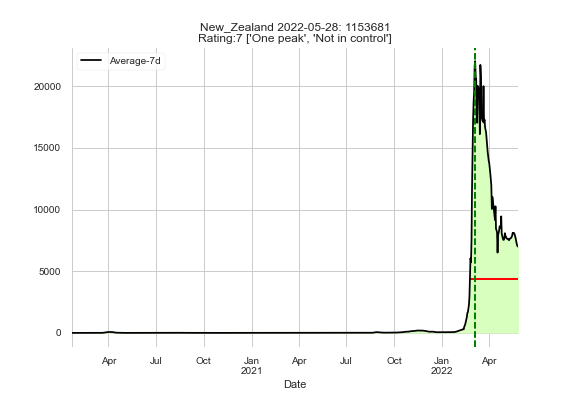 New_Zealand 2022-05-28: 1153681
Rating:7 ['One peak', 'Not in control']
Average-7d
20000
15000
10000
5000
0
Apr Jul Oct Jan Apr Jul Oct Jan Apr
2021 2022
Date